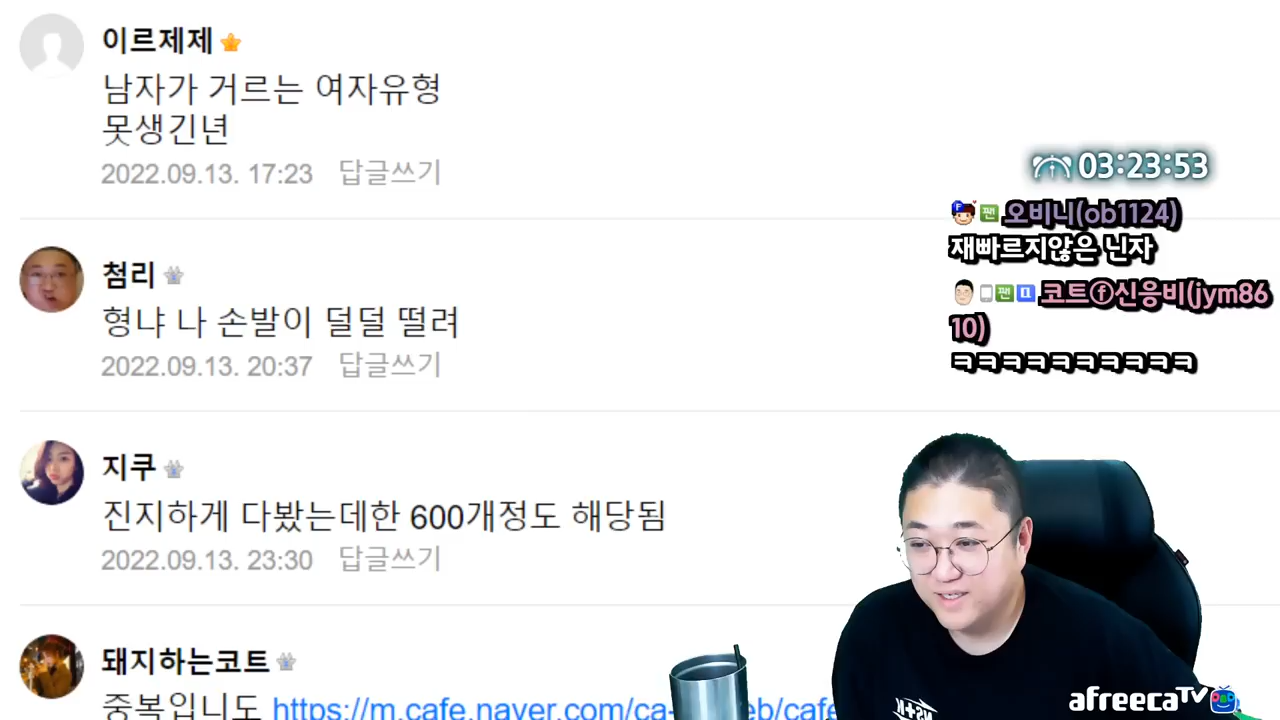 이르제제
남자가 거르는 여자유형
못생긴년
2022.09.13. 17:23 답글쓰기
첨리
형냐 나 손발이 덜덜 떨려
2022.09.13. 20:37 답글쓰기
지쿠
진지하게 다봤는데한 600개정도 해당됨
2022.09.13. 23:30 답글쓰기
돼지하는코트
중복입니도 https://m.cafe.naver.com/ca-
03:23:53
팬 오비니(ob1124)
재빠르지않은 닌자
팬 코트ⓕ신응비(jym86
10)
ㅋㅋㅋㅋㅋㅋㅋㅋㅋㅋ
afreecaTV